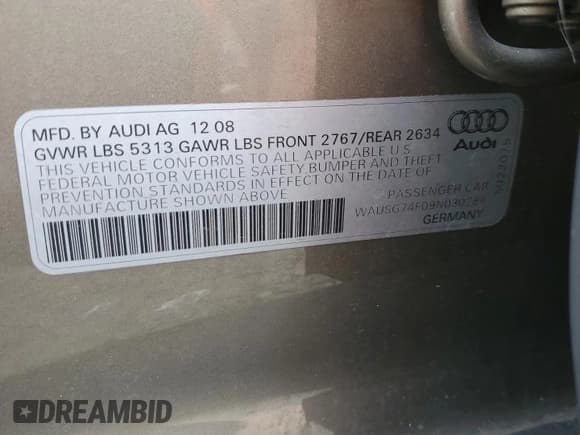 MFD. BY AUDI AG 12 08
GVWR LBS 5313 GAWR LBS FRONT 2767/REAR 2634
THIS VEHICLE CONFORMS TO ALL APPLICABLE U.S.
FEDERAL MOTOR VEHICLE SAFETY BUMPER AND THEFT
PREVENTION STANDARDS IN EFFECT ON THE DATE OF
MANUFACTURE SHOWN ABOVE
PASSENGER CAR
GERMANY
Audi
DREAMBID